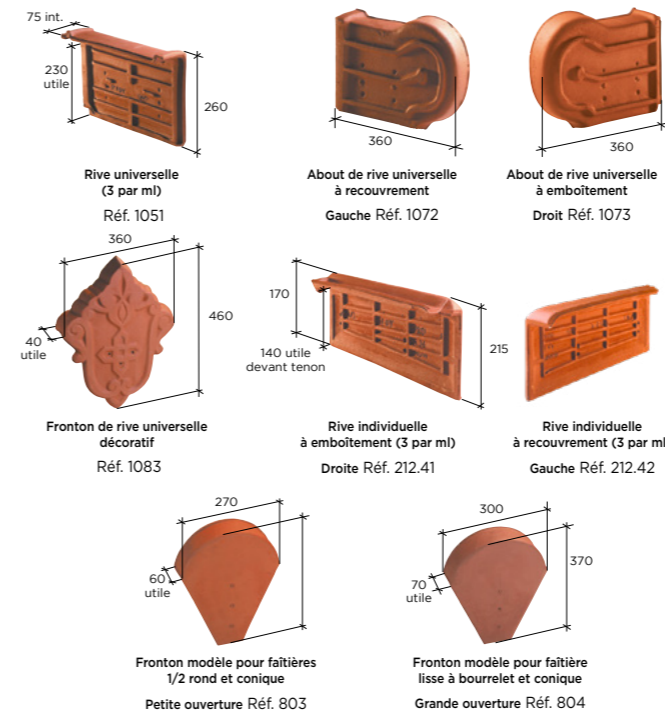 75 int.
230
utile
260
Rive universelle
(3 par ml)
Réf. 1051
360
About de rive universelle
à recouvrement
Gauche Réf. 1072
360
About de rive universelle
à emboîtement
Droit Réf. 1073
360
460
40
utile
Fronton de rive universelle
décoratif
Réf. 1083
170
140 utile
devant tenon
215
Rive individuelle
à emboîtement (3 par ml)
Droite Réf. 212.41
Rive individuelle
à recouvrement (3 par ml
Gauche Réf. 212.42
270
60
utile
Fronton modèle pour faîtières
1/2 rond et conique
Petite ouverture Réf. 803
300
370
70
utile
Fronton modèle pour faîtière
lisse à bourrelet et conique
Grande ouverture Réf. 804